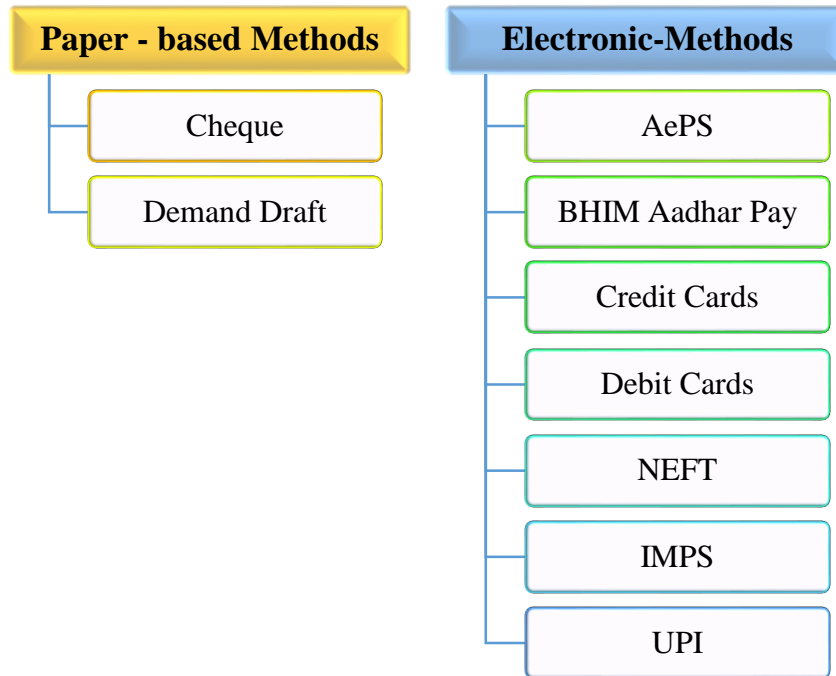 Paper - based Methods
Cheque
Demand Draft
Electronic-Methods
AePS
BHIM Aadhar Pay
Credit Cards
Debit Cards
NEFT
IMPS
UPI